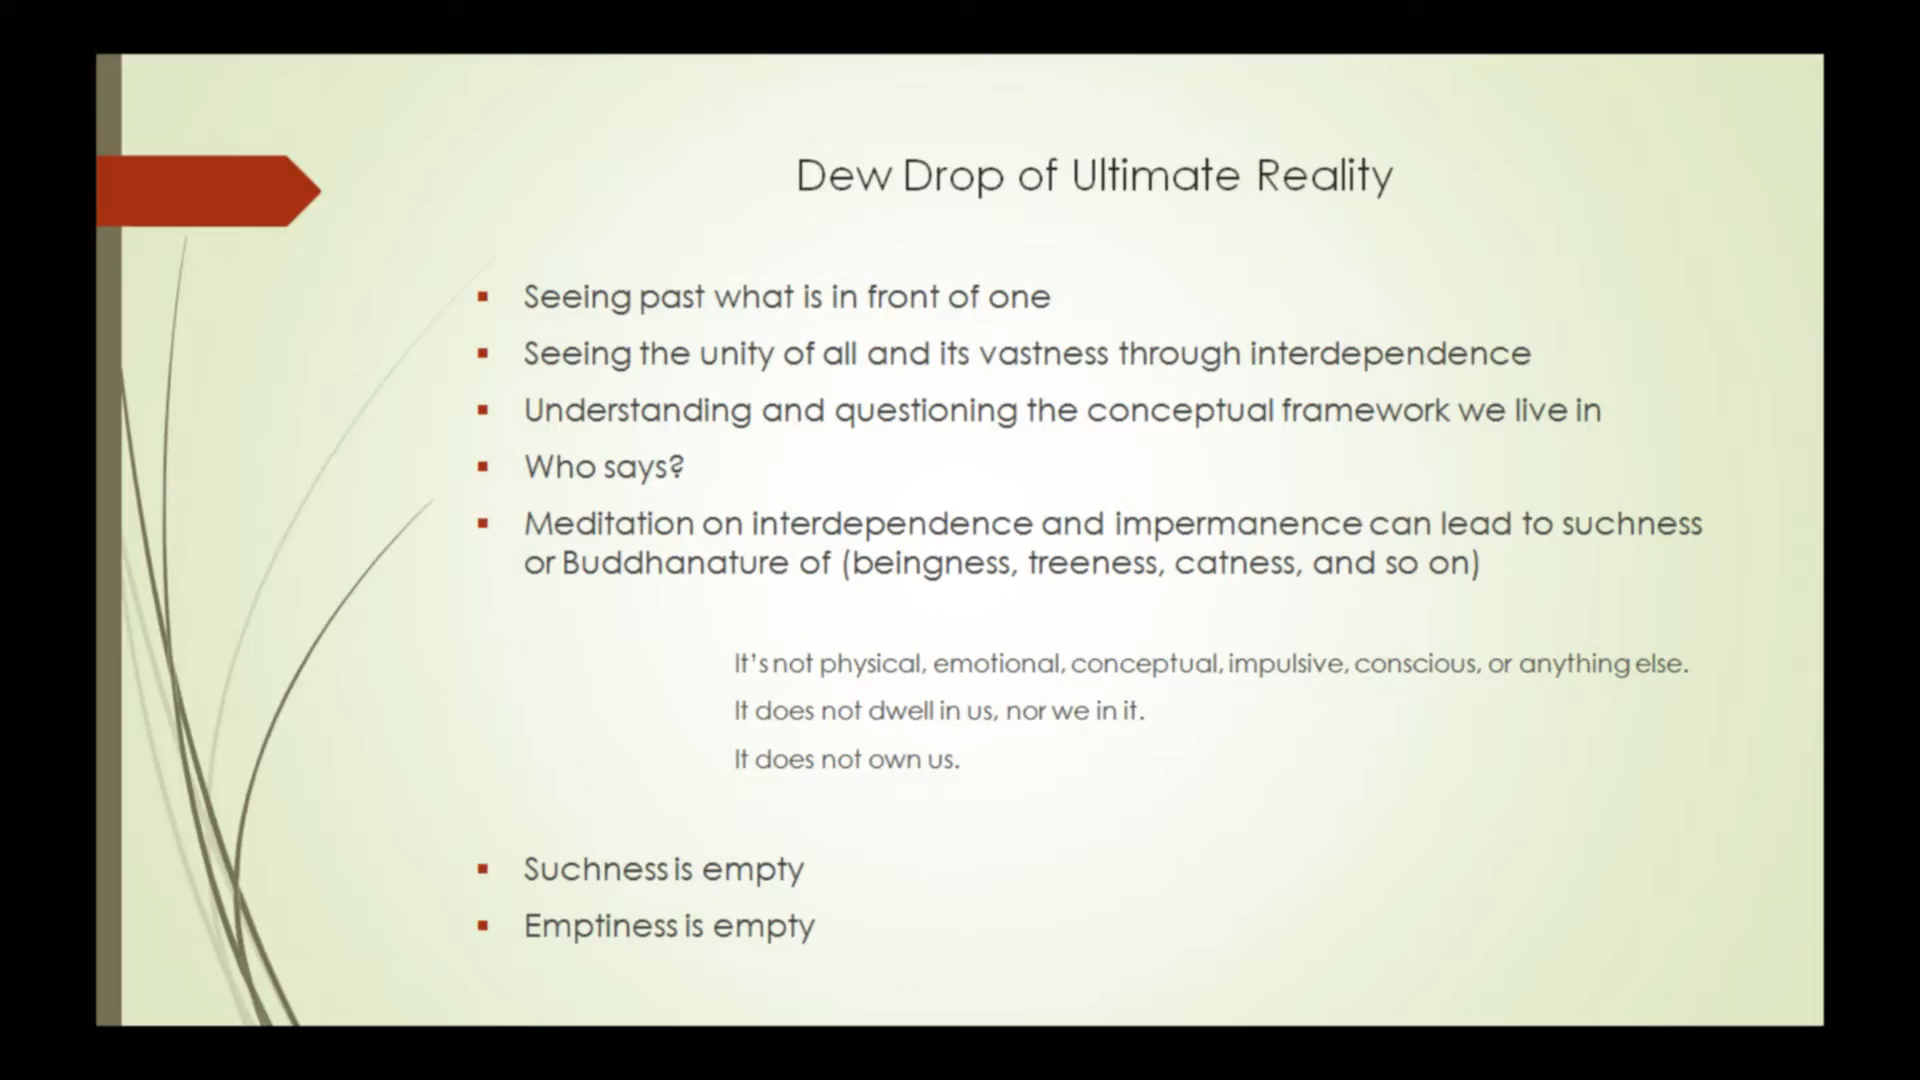 Dew Drop of Ultimate Reality
Seeing past what is in front of one
Seeing the unity of all and its vastness through interdependence
Understanding and questioning the conceptual framework we live in
Who says?
Meditation on interdependence and impermanence can lead to suchness
or Buddhanature of (beingness, treeness, catness, and so on)
It's not physical, emotional, conceptual, impulsive, conscious, or anything else.
It does not dwell in us, nor we in it.
It does not own us.
Suchness is empty
Emptiness is empty